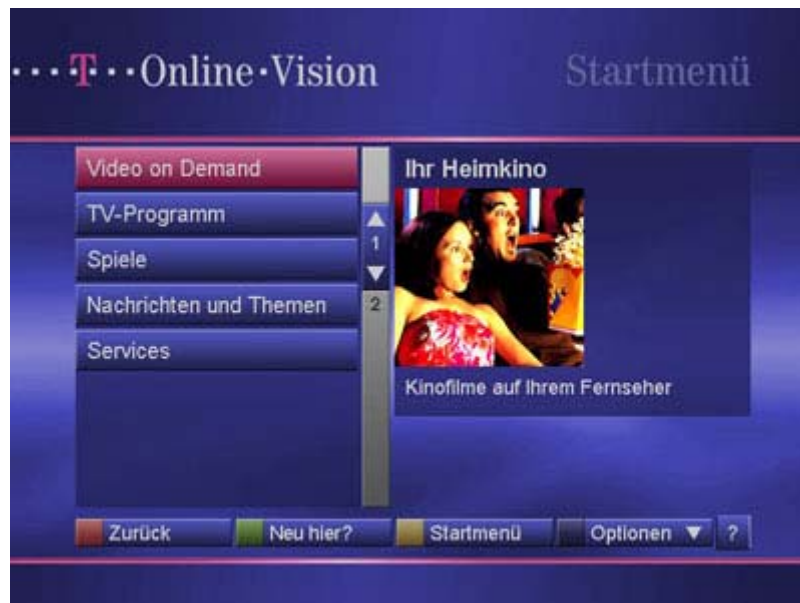 ···T··Online·Vision
Startmenü
Video on Demand
TV-Programm
Spiele
Nachrichten und Themen
Services
1
2
Ihr Heimkino
Kinofilme auf Ihrem Fernseher
Zurück
Neu hier?
Startmenü
Optionen
?